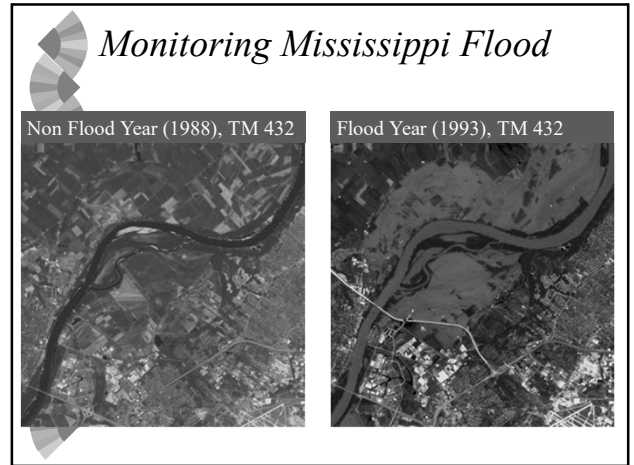 Monitoring Mississippi Flood
Non Flood Year (1988), TM 432
Flood Year (1993), TM 432